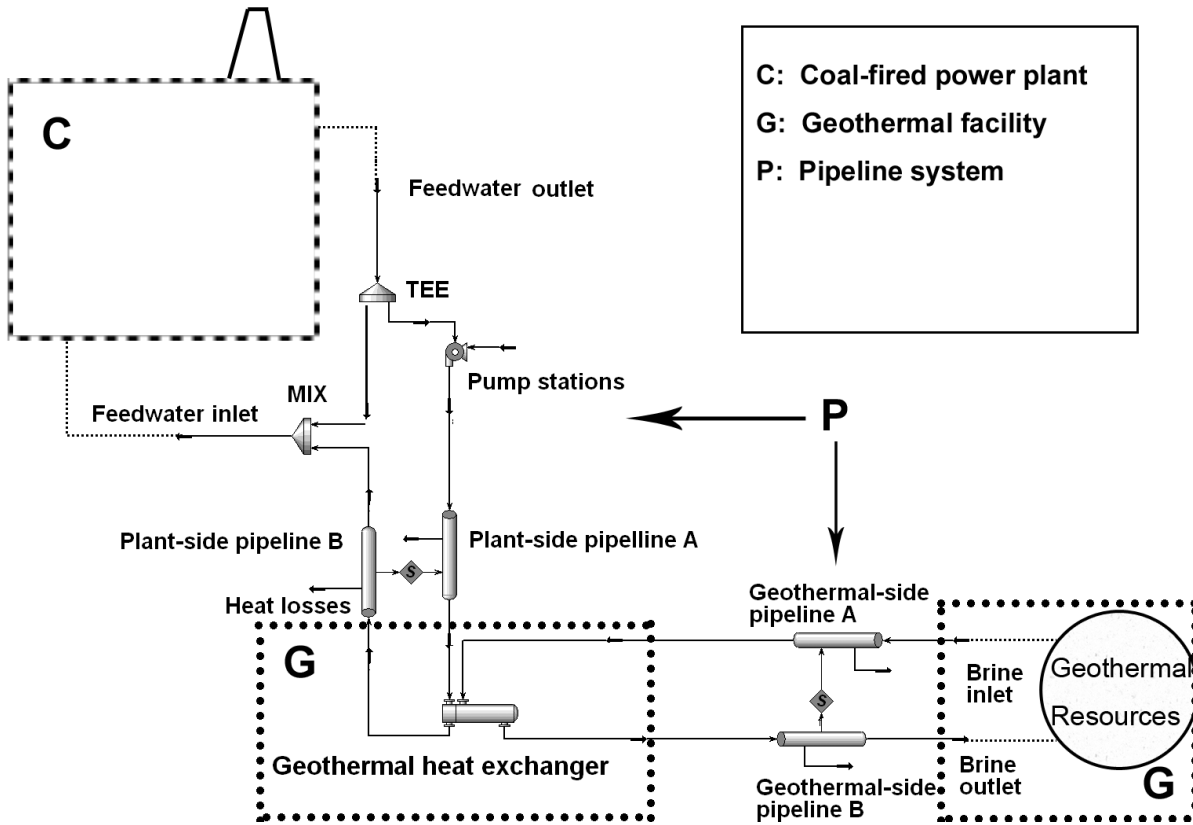 C
C: Coal-fired power plant
G: Geothermal facility
P: Pipeline system
Feedwater outlet
TEE
Pump stations
MIX
Feedwater inlet
P
Plant-side pipeline B
S
Plant-side pipelline A
Heat losses
G
Geothermal heat exchanger
Geothermal-side
pipeline A
S
Geothermal-side
pipeline B
Brine
inlet
Geothermal
Resources
Brine
outlet
G